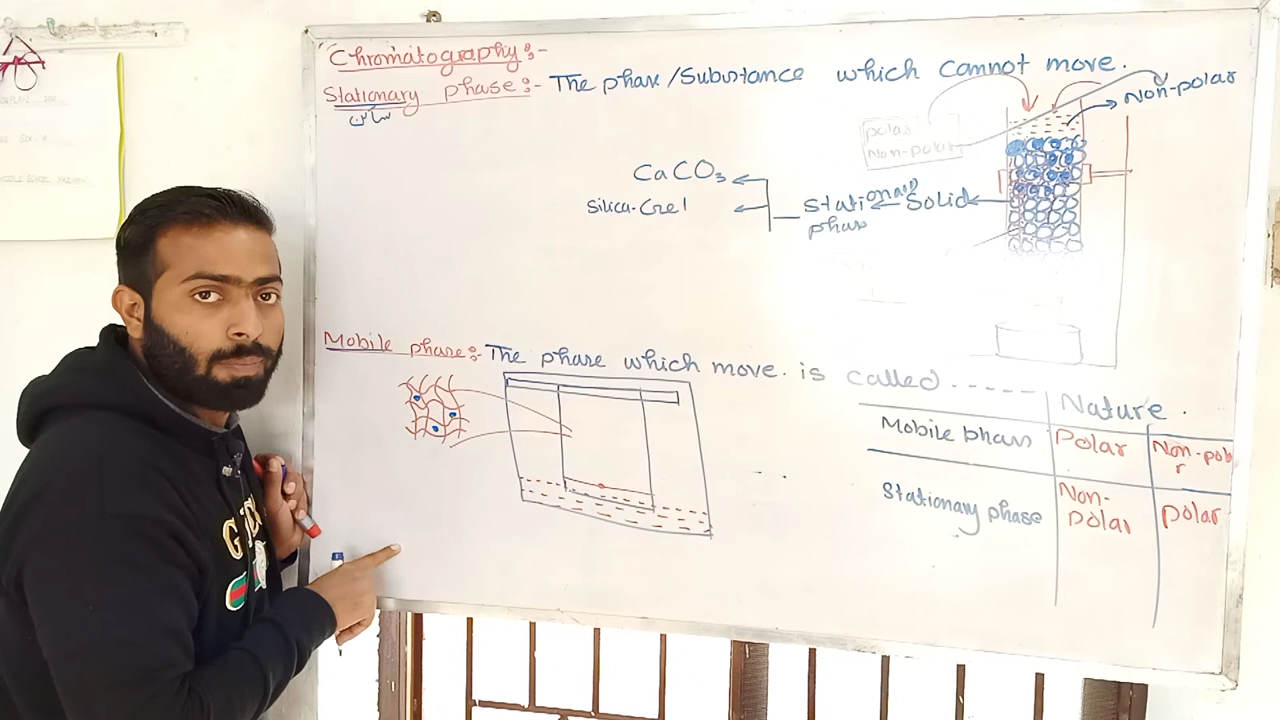 Chromatography:-
Stationary phase:- The phase/Substance which cannot move.
ساکن
Non-polar
polar
Non-polar
CaCO3
Silica-Gel
Stationary
phase
Solid
Mobile phase:- The phase which move. is called -----
Nature.
Mobile phase Polar Non-polar
Stationary phase Non-polar polar